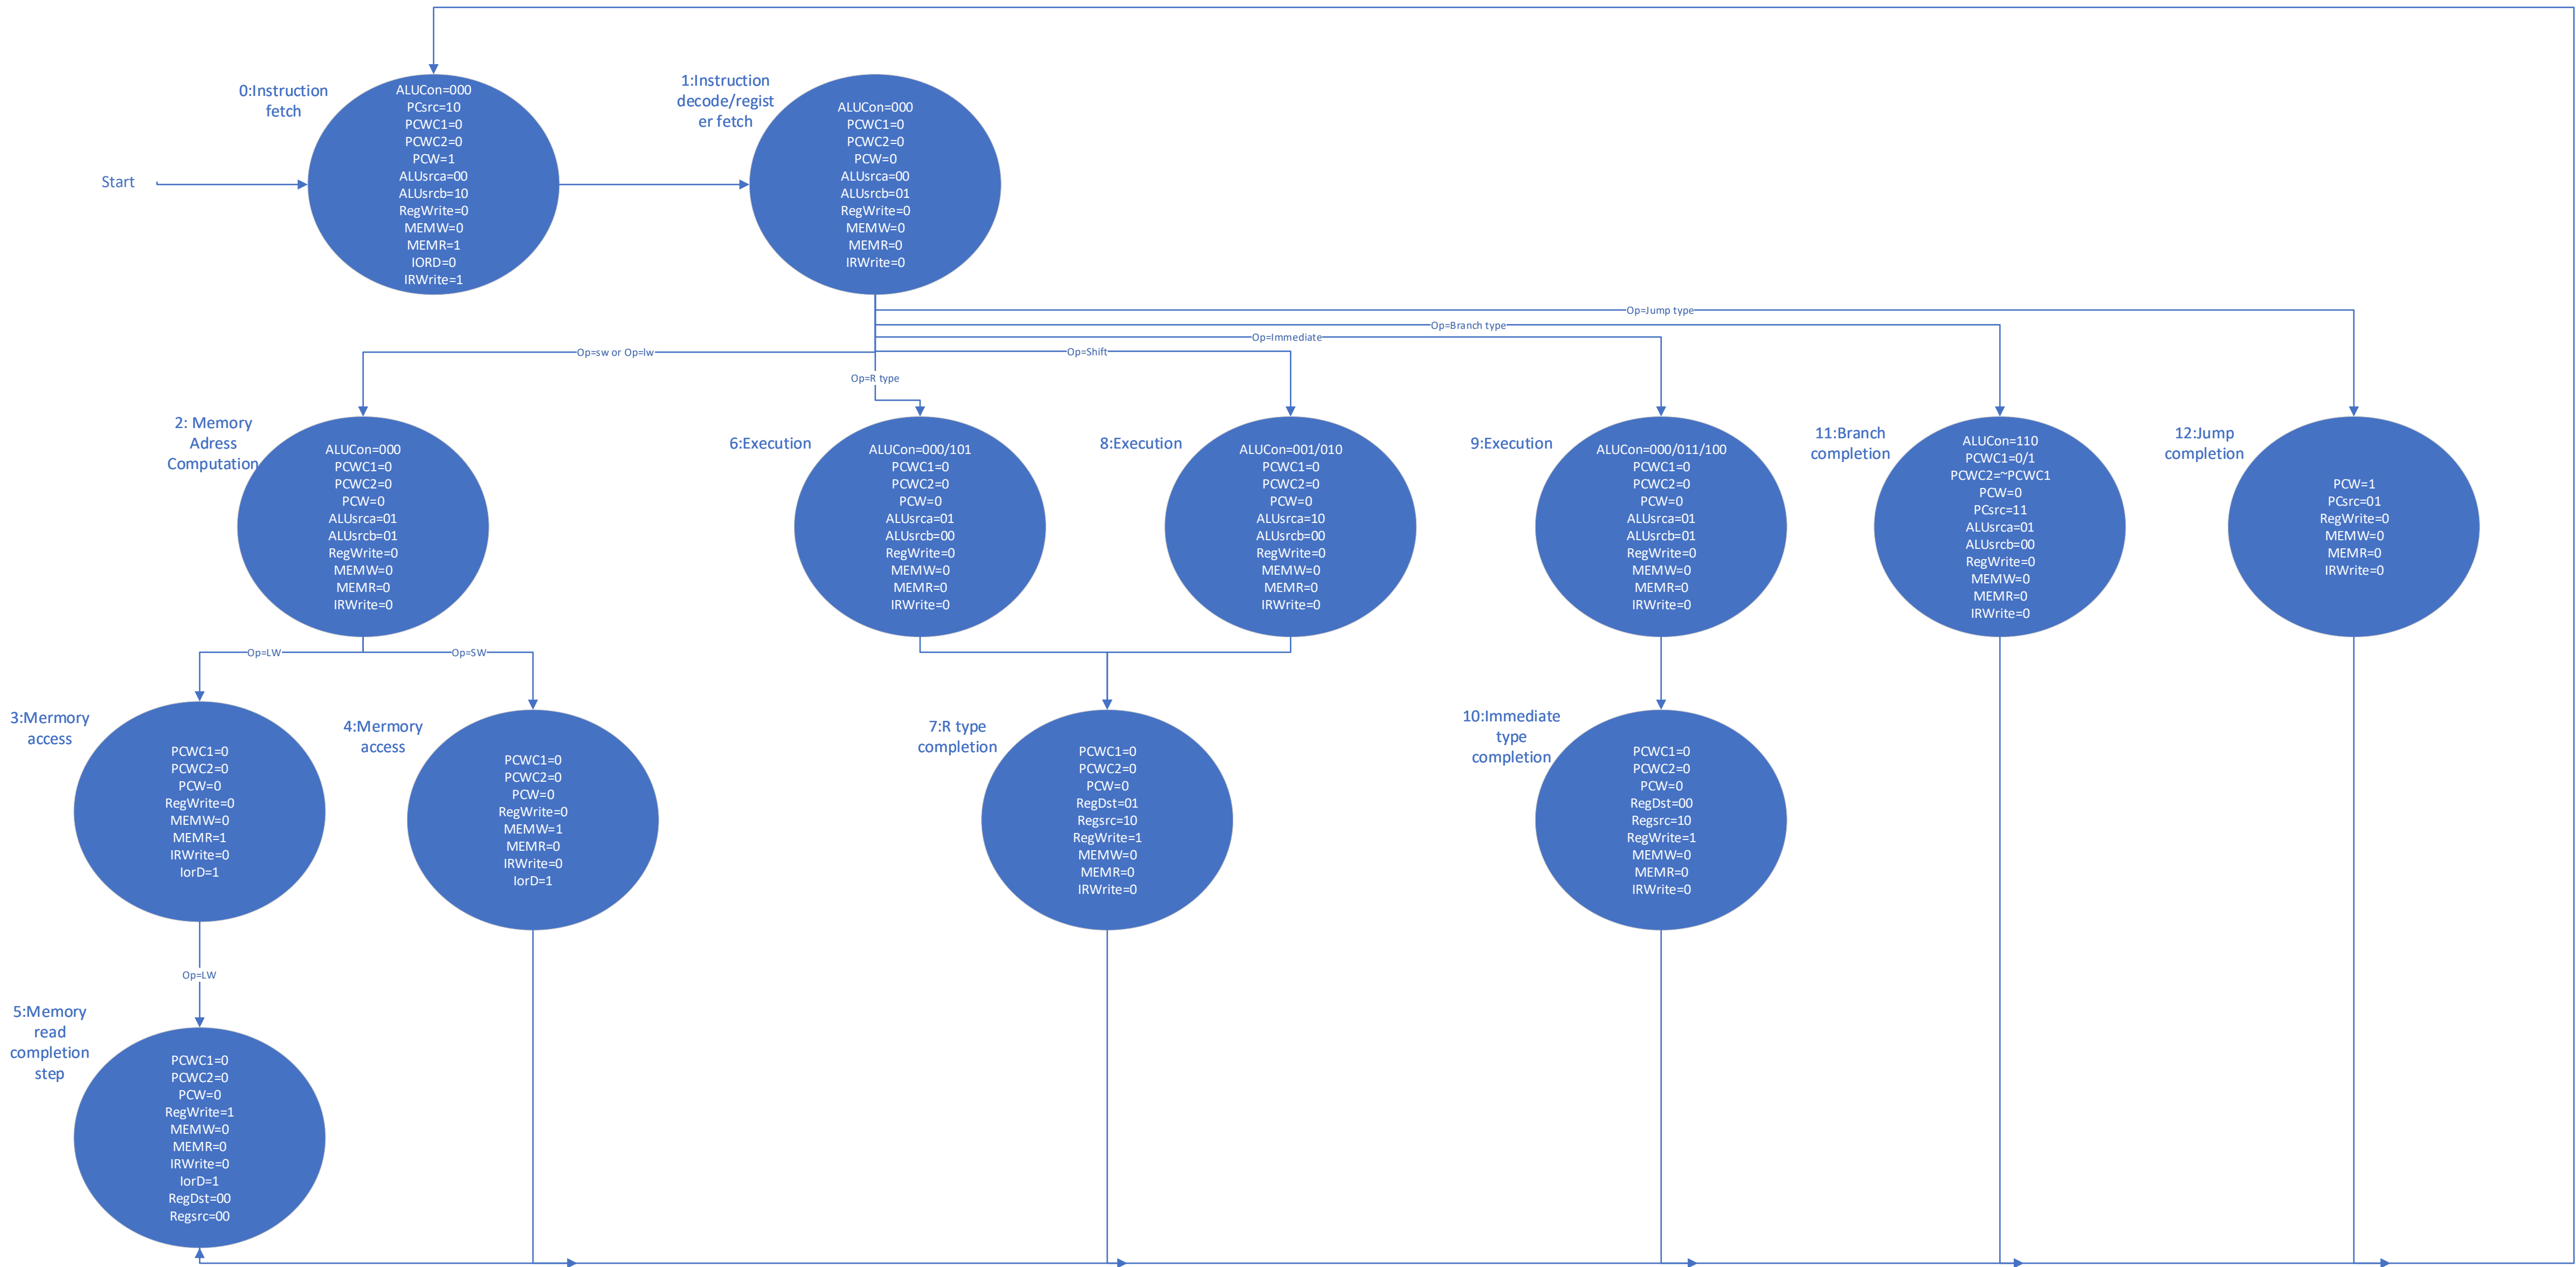 0:Instruction
fetch
ALUCon=000
PCsrc=10
PCWC1=0
PCWC2=0
PCW=1
ALUsrca=00
ALUsrcb=10
RegWrite=0
MEMW=0
MEMR=1
IORD=0
IRWrite=1
Start
1:Instruction
decode/regist
er fetch
ALUCon=000
PCWC1=0
PCWC2=0
PCW=0
ALUsrca=00
ALUsrcb=01
RegWrite=0
MEMW=0
MEMR=0
IRWrite=0
Op=Jump type
Op=Branch type
Op=Immediate
Op=sw or Op=lw
Op=Shift
Op=R type
2: Memory
Adress
Computation
ALUCon=000
PCWC1=0
PCWC2=0
PCW=0
ALUsrca=01
ALUsrcb=01
RegWrite=0
MEMW=0
MEMR=0
IRWrite=0
6:Execution
ALUCon=000/101
PCWC1=0
PCWC2=0
PCW=0
ALUsrca=01
ALUsrcb=00
RegWrite=0
MEMW=0
MEMR=0
IRWrite=0
8:Execution
ALUCon=001/010
PCWC1=0
PCWC2=0
PCW=0
ALUsrca=10
ALUsrcb=00
RegWrite=0
MEMW=0
MEMR=0
IRWrite=0
9:Execution
ALUCon=000/011/100
PCWC1=0
PCWC2=0
PCW=0
ALUsrca=01
ALUsrcb=01
RegWrite=0
MEMW=0
MEMR=0
IRWrite=0
11:Branch
completion
ALUCon=110
PCWC1=0/1
PCWC2=~PCWC1
PCW=0
PCsrc=11
ALUsrca=01
ALUsrcb=00
RegWrite=0
MEMW=0
MEMR=0
IRWrite=0
12:Jump
completion
PCW=1
PCsrc=01
RegWrite=0
MEMW=0
MEMR=0
IRWrite=0
Op=LW
Op=SW
3:Mermory
access
PCWC1=0
PCWC2=0
PCW=0
RegWrite=0
MEMW=0
MEMR=1
IRWrite=0
IorD=1
4:Mermory
access
PCWC1=0
PCWC2=0
PCW=0
RegWrite=0
MEMW=1
MEMR=0
IRWrite=0
IorD=1
7:R type
completion
PCWC1=0
PCWC2=0
PCW=0
RegDst=01
Regsrc=10
RegWrite=1
MEMW=0
MEMR=0
IRWrite=0
10:Immediate
type
completion
PCWC1=0
PCWC2=0
PCW=0
RegDst=00
Regsrc=10
RegWrite=1
MEMW=0
MEMR=0
IRWrite=0
Op=LW
5:Memory
read
completion
step
PCWC1=0
PCWC2=0
PCW=0
RegWrite=1
MEMW=0
MEMR=0
IRWrite=0
IorD=1
RegDst=00
Regsrc=00